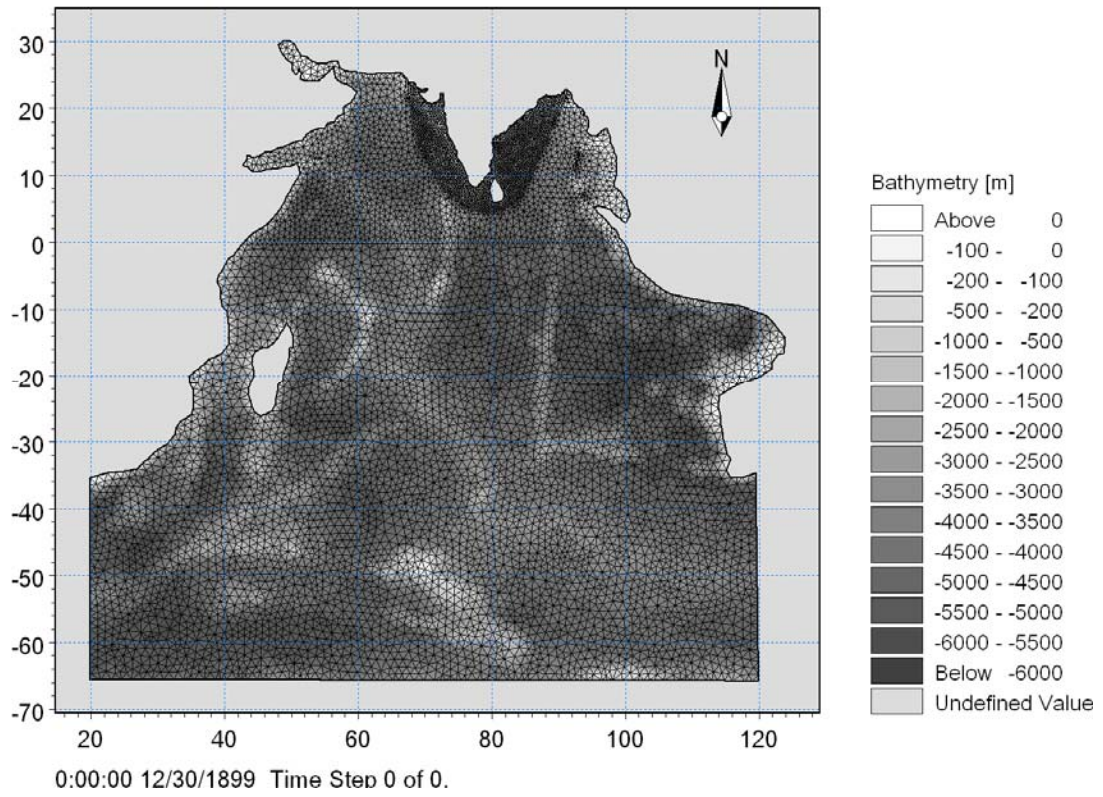 30
20
10
0
-10
-20
-30
-40
-50
-60
-70
20 40 60 80 100 120
N
0:00:00 12/30/1899 Time Step 0 of 0.
Bathymetry [m]
Above 0
-100 - 0
-200 - -100
-500 - -200
-1000 - -500
-1500 - -1000
-2000 - -1500
-2500 - -2000
-3000 - -2500
-3500 - -3000
-4000 - -3500
-4500 - -4000
-5000 - -4500
-5500 - -5000
-6000 - -5500
Below -6000
Undefined Value